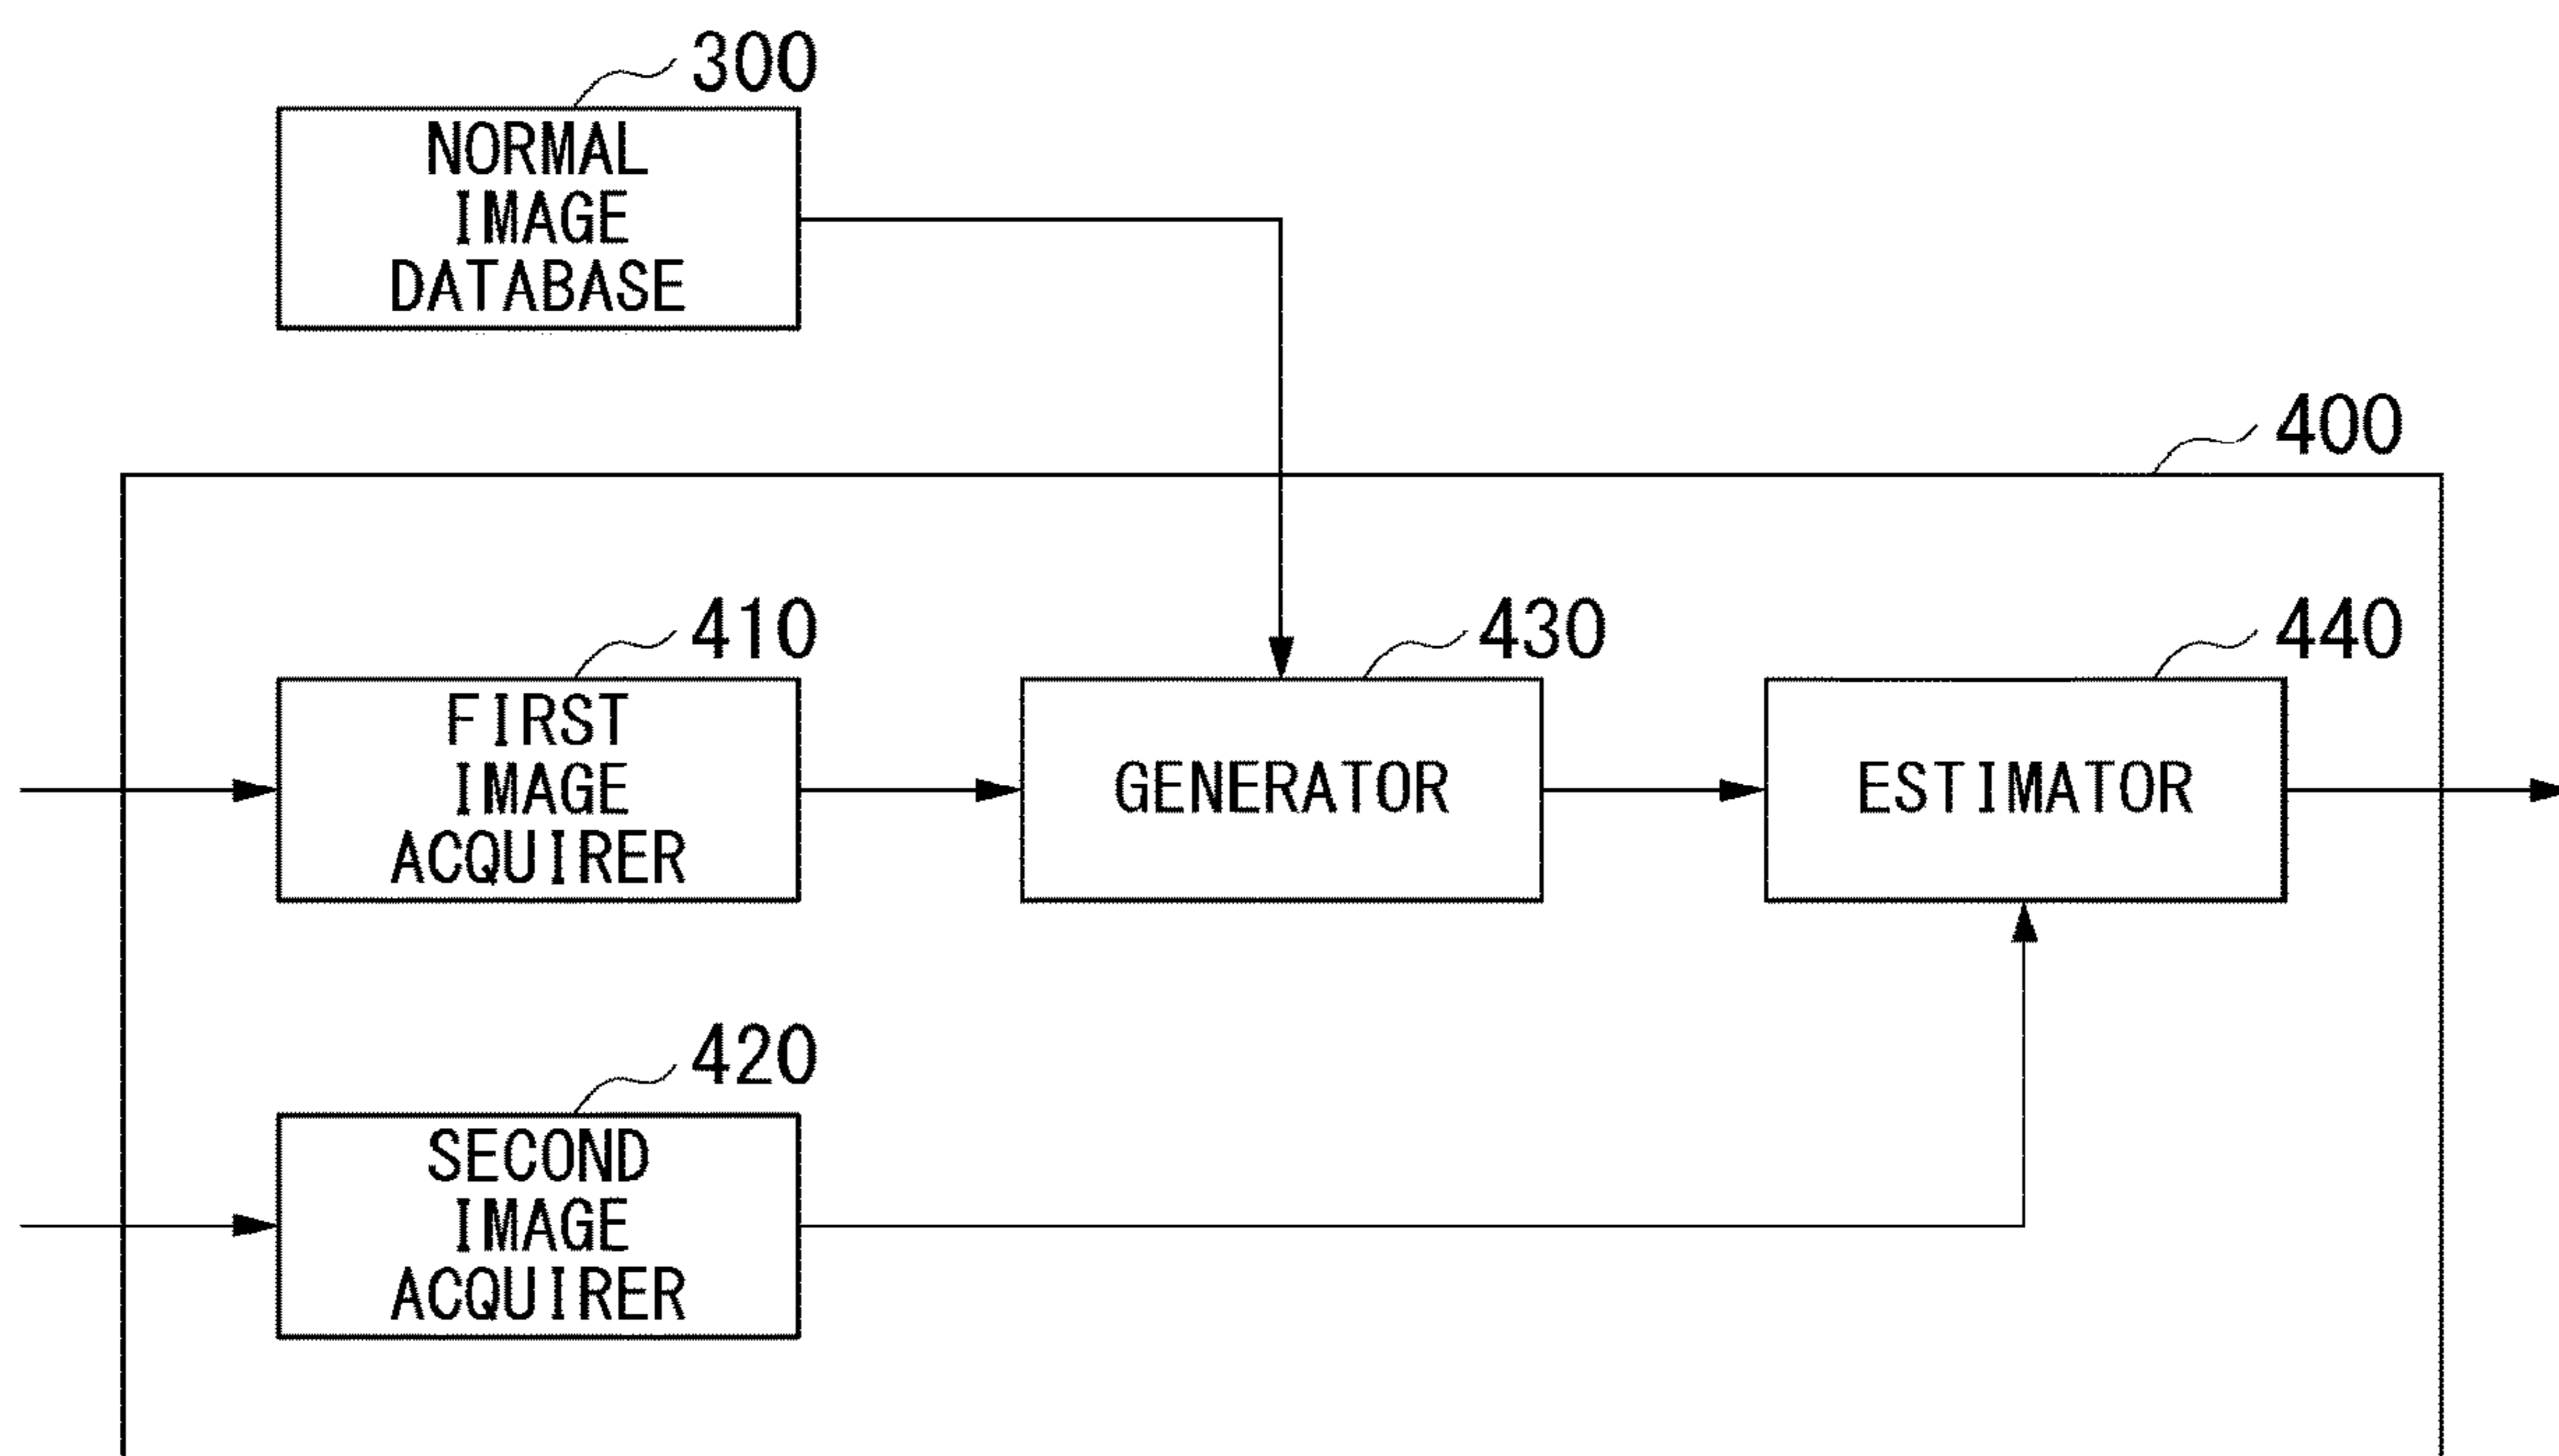 300
NORMAL
IMAGE
DATABASE
400
410
FIRST
IMAGE
ACQUIRER
430
GENERATOR
440
ESTIMATOR
420
SECOND
IMAGE
ACQUIRER